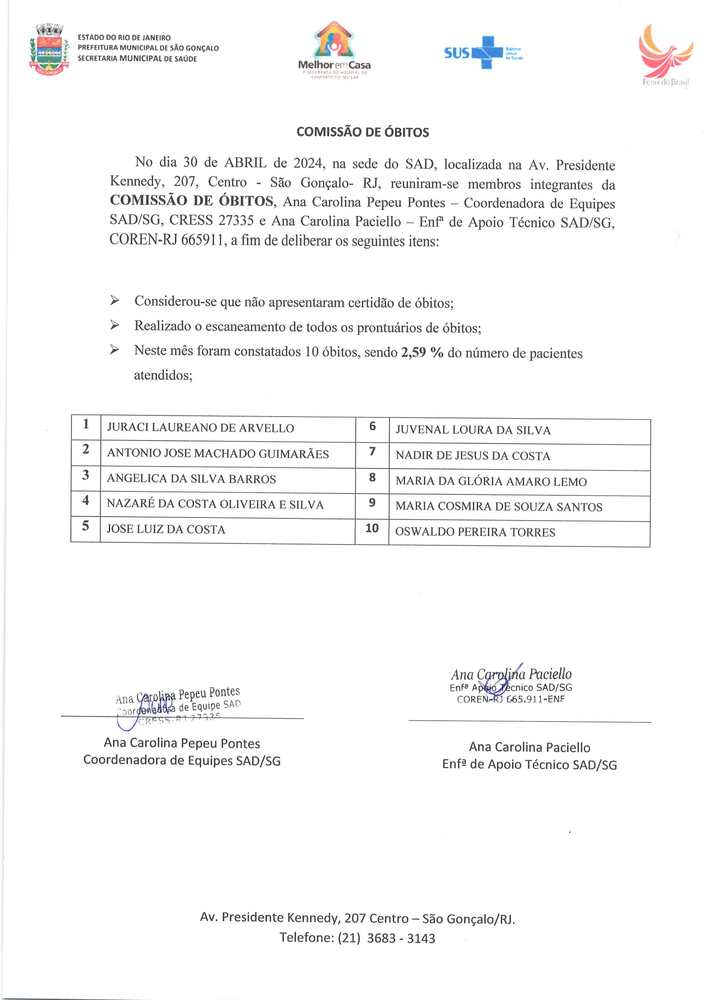 ESTADO DO RIO DE JANEIRO
PREFEITURA MUNICIPAL DE SÃO GONÇALO
SECRETARIA MUNICIPAL DE SAÚDE
SÃO GONÇALO
Melhor em Casa
A SEGURANÇA DO HOSPITAL NO
CONFORTO DO SEU LAR
SUS
Sistema
Único
de Saúde
Fenix do Brasil
COMISSÃO DE ÓBITOS
No dia 30 de ABRIL de 2024, na sede do SAD, localizada na Av. Presidente
Kennedy, 207, Centro - São Gonçalo- RJ, reuniram-se membros integrantes da
COMISSÃO DE ÓBITOS, Ana Carolina Pepeu Pontes – Coordenadora de Equipes
SAD/SG, CRESS 27335 e Ana Carolina Paciello – Enfª de Apoio Técnico SAD/SG,
COREN-RJ 665911, a fim de deliberar os seguintes itens:
➢ Considerou-se que não apresentaram certidão de óbitos;
➢ Realizado o escaneamento de todos os prontuários de óbitos;
➢ Neste mês foram constatados 10 óbitos, sendo 2,59 % do número de pacientes
atendidos;
1 JURACI LAUREANO DE ARVELLO 6 JUVENAL LOURA DA SILVA
2 ANTONIO JOSE MACHADO GUIMARÃES 7 NADIR DE JESUS DA COSTA
3 ANGELICA DA SILVA BARROS 8 MARIA DA GLÓRIA AMARO LEMO
4 NAZARÉ DA COSTA OLIVEIRA E SILVA 9 MARIA COSMIRA DE SOUZA SANTOS
5 JOSE LUIZ DA COSTA 10 OSWALDO PEREIRA TORRES
Ana Carolina Pepeu Pontes
Coordenadora de Equipe SAD
CRESS-RJ 27335
Ana Carolina Pepeu Pontes
Coordenadora de Equipes SAD/SG
Ana Carolina Paciello
Enfª Apoio Técnico SAD/SG
COREN-RJ 665.911-ENF
Ana Carolina Paciello
Enfª de Apoio Técnico SAD/SG
Av. Presidente Kennedy, 207 Centro – São Gonçalo/RJ.
Telefone: (21) 3683 - 3143